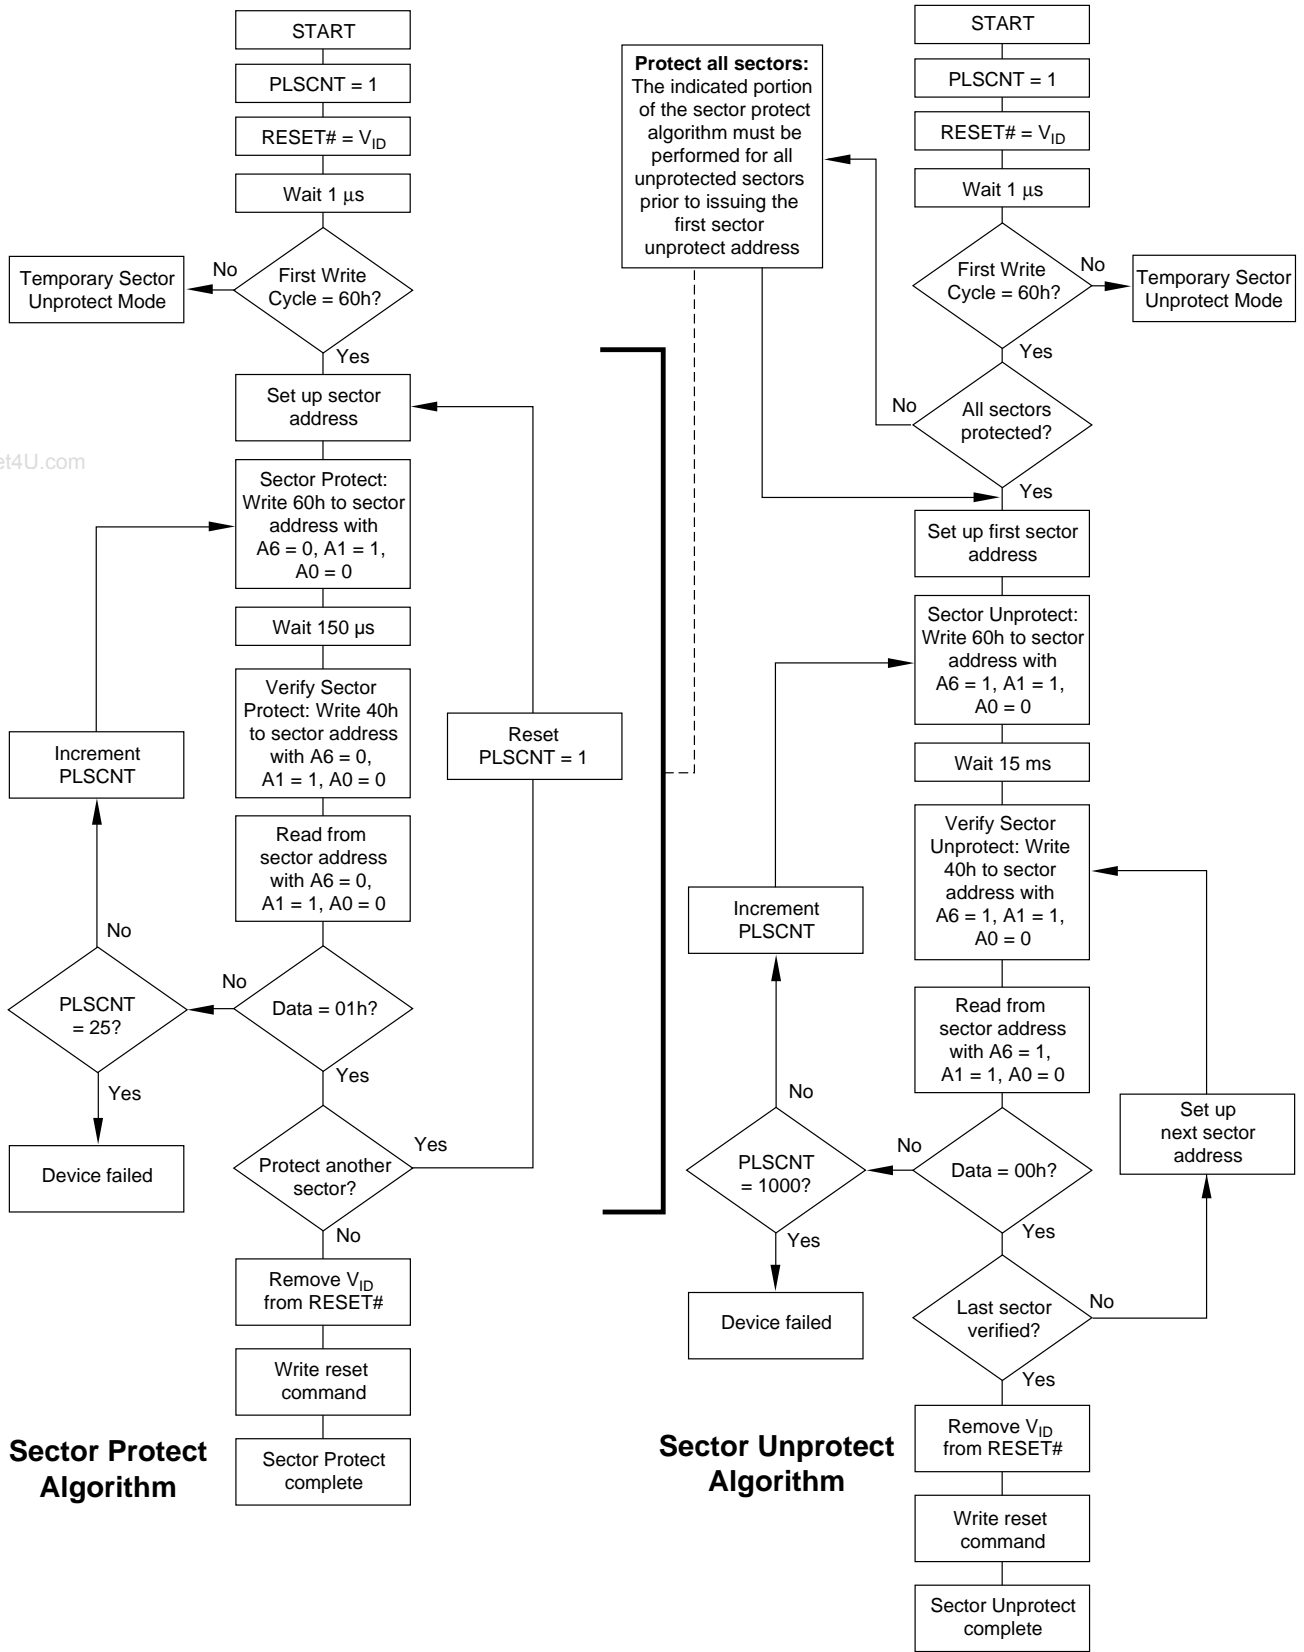 START
PLSCNT = 1
RESET# = VID
Wait 1 μs
First Write
Cycle = 60h?
No
Temporary Sector
Unprotect Mode
Yes
Set up sector
address
Sector Protect:
Write 60h to sector
address with
A6 = 0, A1 = 1,
A0 = 0
Wait 150 µs
Verify Sector
Protect: Write 40h
to sector address
with A6 = 0,
A1 = 1, A0 = 0
Read from
sector address
with A6 = 0,
A1 = 1, A0 = 0
Data = 01h?
No
PLSCNT
= 25?
No
Increment
PLSCNT
Yes
Device failed
Yes
Protect another
sector?
Yes
Reset
PLSCNT = 1
No
Remove VID
from RESET#
Write reset
command
Sector Protect
complete
Sector Protect
Algorithm
et4U.com
Protect all sectors:
The indicated portion
of the sector protect
algorithm must be
performed for all
unprotected sectors
prior to issuing the
first sector
unprotect address
START
PLSCNT = 1
RESET# = VID
Wait 1 μs
First Write
Cycle = 60h?
No
Temporary Sector
Unprotect Mode
Yes
All sectors
protected?
No
Yes
Set up first sector
address
Sector Unprotect:
Write 60h to sector
address with
A6 = 1, A1 = 1,
A0 = 0
Wait 15 ms
Verify Sector
Unprotect: Write
40h to sector
address with
A6 = 1, A1 = 1,
A0 = 0
Read from
sector address
with A6 = 1,
A1 = 1, A0 = 0
Data = 00h?
No
PLSCNT
= 1000?
No
Increment
PLSCNT
Yes
Device failed
Yes
Last sector
verified?
No
Set up
next sector
address
Yes
Remove VID
from RESET#
Write reset
command
Sector Unprotect
complete
Sector Unprotect
Algorithm